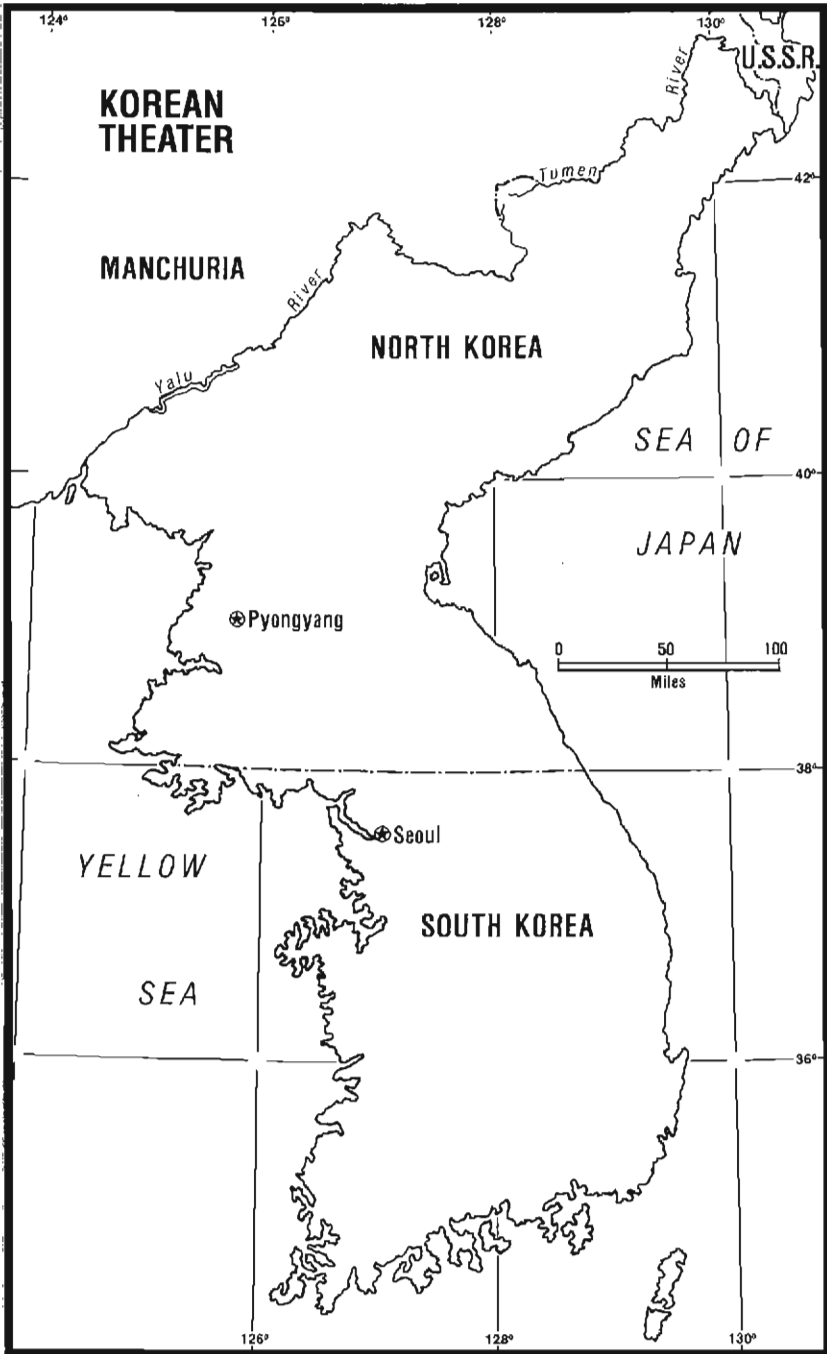 124°
126°
128°
130°
U.S.S.R.
River
KOREAN
THEATER
Tumen
42°
MANCHURIA
River
NORTH KOREA
Yalu
SEA OF
40°
JAPAN
Pyongyang
0 50 100
Miles
38°
Seoul
YELLOW
SOUTH KOREA
SEA
36°
126°
128°
130°